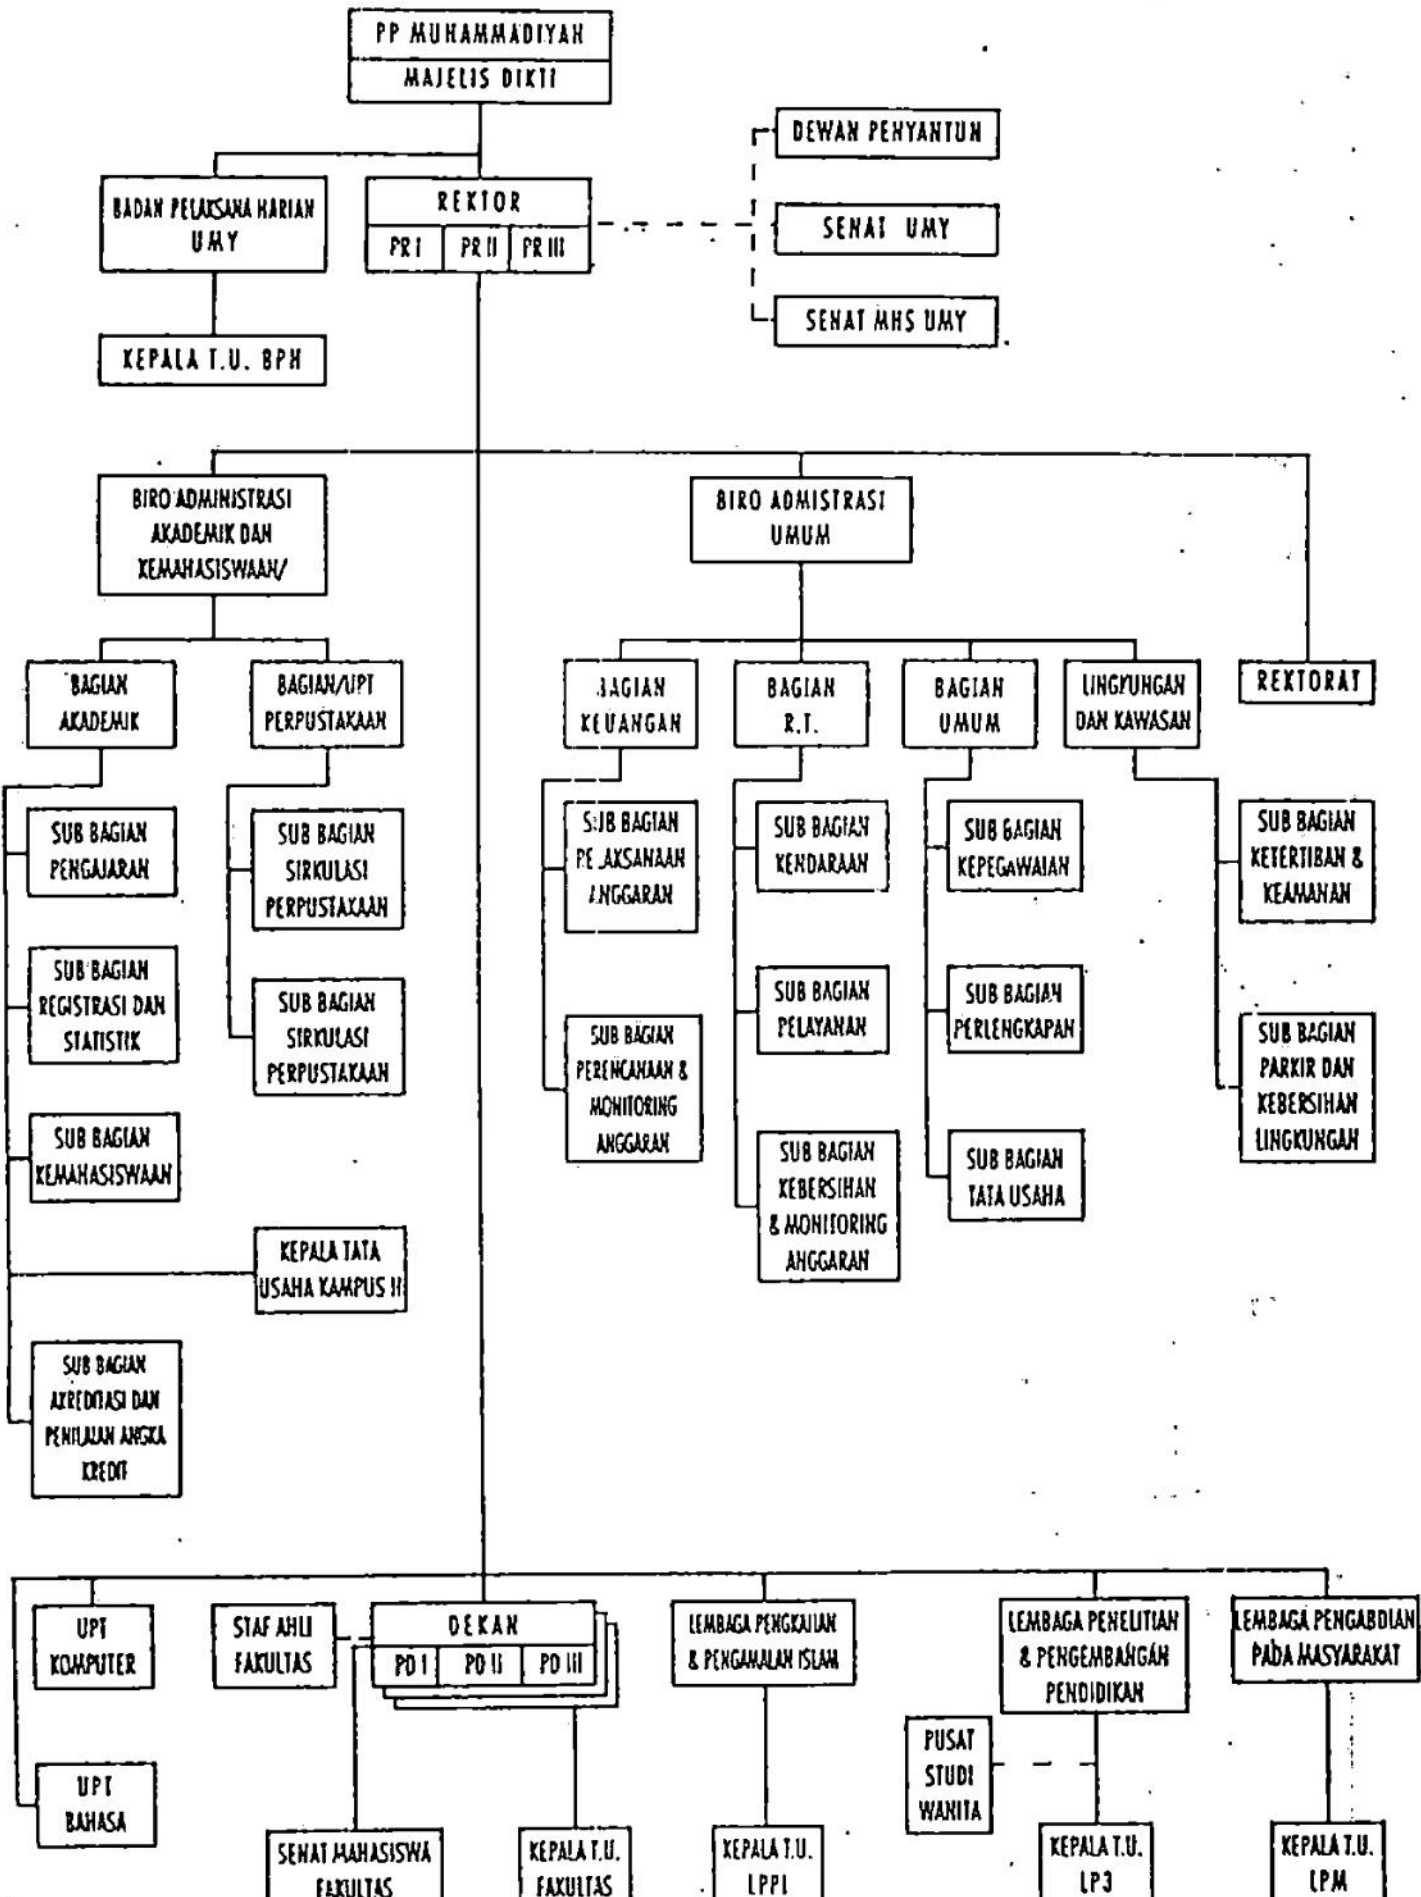 PP MUHAMMADIYAH
MAJELIS DIKTI
DEWAN PENYANTUN
BADAN PELAKSANA HARIAN
UMY
REKTOR
PR I PR II PR III
SENAT UMY
SENAT MHS UMY
KEPALA T.U. BPH
BIRO ADMINISTRASI
AKADEMIK DAN
KEMAHASISWAAN/
BIRO ADMISTRASI
UMUM
BAGIAN
AKADEMIK
BAGIAN/UPT
PERPUSTAKAAN
BAGIAN
KEUANGAN
BAGIAN
R.T.
BAGIAN
UMUM
LINGKUNGAN
DAN KAWASAN
REKTORAT
SUB BAGIAN
PENGAJARAN
SUB BAGIAN
SIRKULASI
PERPUSTAKAAN
SUB BAGIAN
PELAKSANAAN
ANGGARAN
SUB BAGIAN
KENDARAAN
SUB BAGIAN
KEPEGAWAIAN
SUB BAGIAN
KETERTIBAN &
KEAMANAN
SUB BAGIAN
REGISTRASI DAN
STATISTIK
SUB BAGIAN
SIRKULASI
PERPUSTAKAAN
SUB BAGIAN
PERENCANAAN &
MONITORING
ANGGARAN
SUB BAGIAN
PELAYANAN
SUB BAGIAN
PERLENGKAPAN
SUB BAGIAN
PARKIR DAN
KEBERSIHAN
LINGKUNGAN
SUB BAGIAN
KEMAHASISWAAN
SUB BAGIAN
KEBERSIHAN
& MONITORING
ANGGARAN
SUB BAGIAN
TATA USAHA
KEPALA TATA
USAHA KAMPUS II
SUB BAGIAN
AKREDITASI DAN
PENILAIAN ANGKA
KREDIT
UPT
KOMPUTER
STAF AHLI
FAKULTAS
DEKAN
PD I PD II PD III
LEMBAGA PENGKAJIAN
& PENGAMALAN ISLAM
LEMBAGA PENELITIAN
& PENGEMBANGAN
PENDIDIKAN
LEMBAGA PENGABDIAN
PADA MASYARAKAT
PUSAT
STUDI
WANITA
UPT
BAHASA
SENAT MAHASISWA
FAKULTAS
KEPALA T.U.
FAKULTAS
KEPALA T.U.
LPPI
KEPALA T.U.
LP3
KEPALA T.U.
LPM